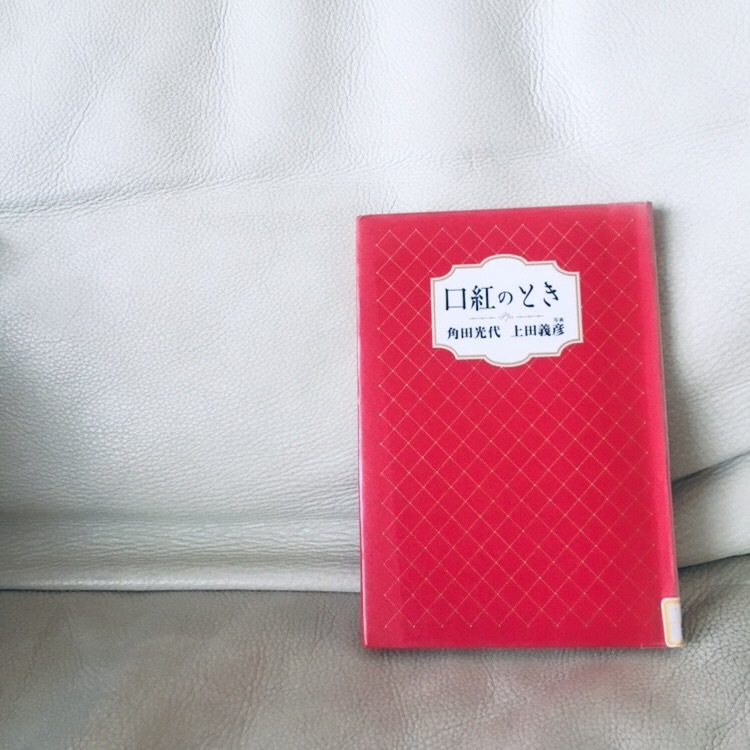 口紅のとき
写真
角田光代 上田義彦